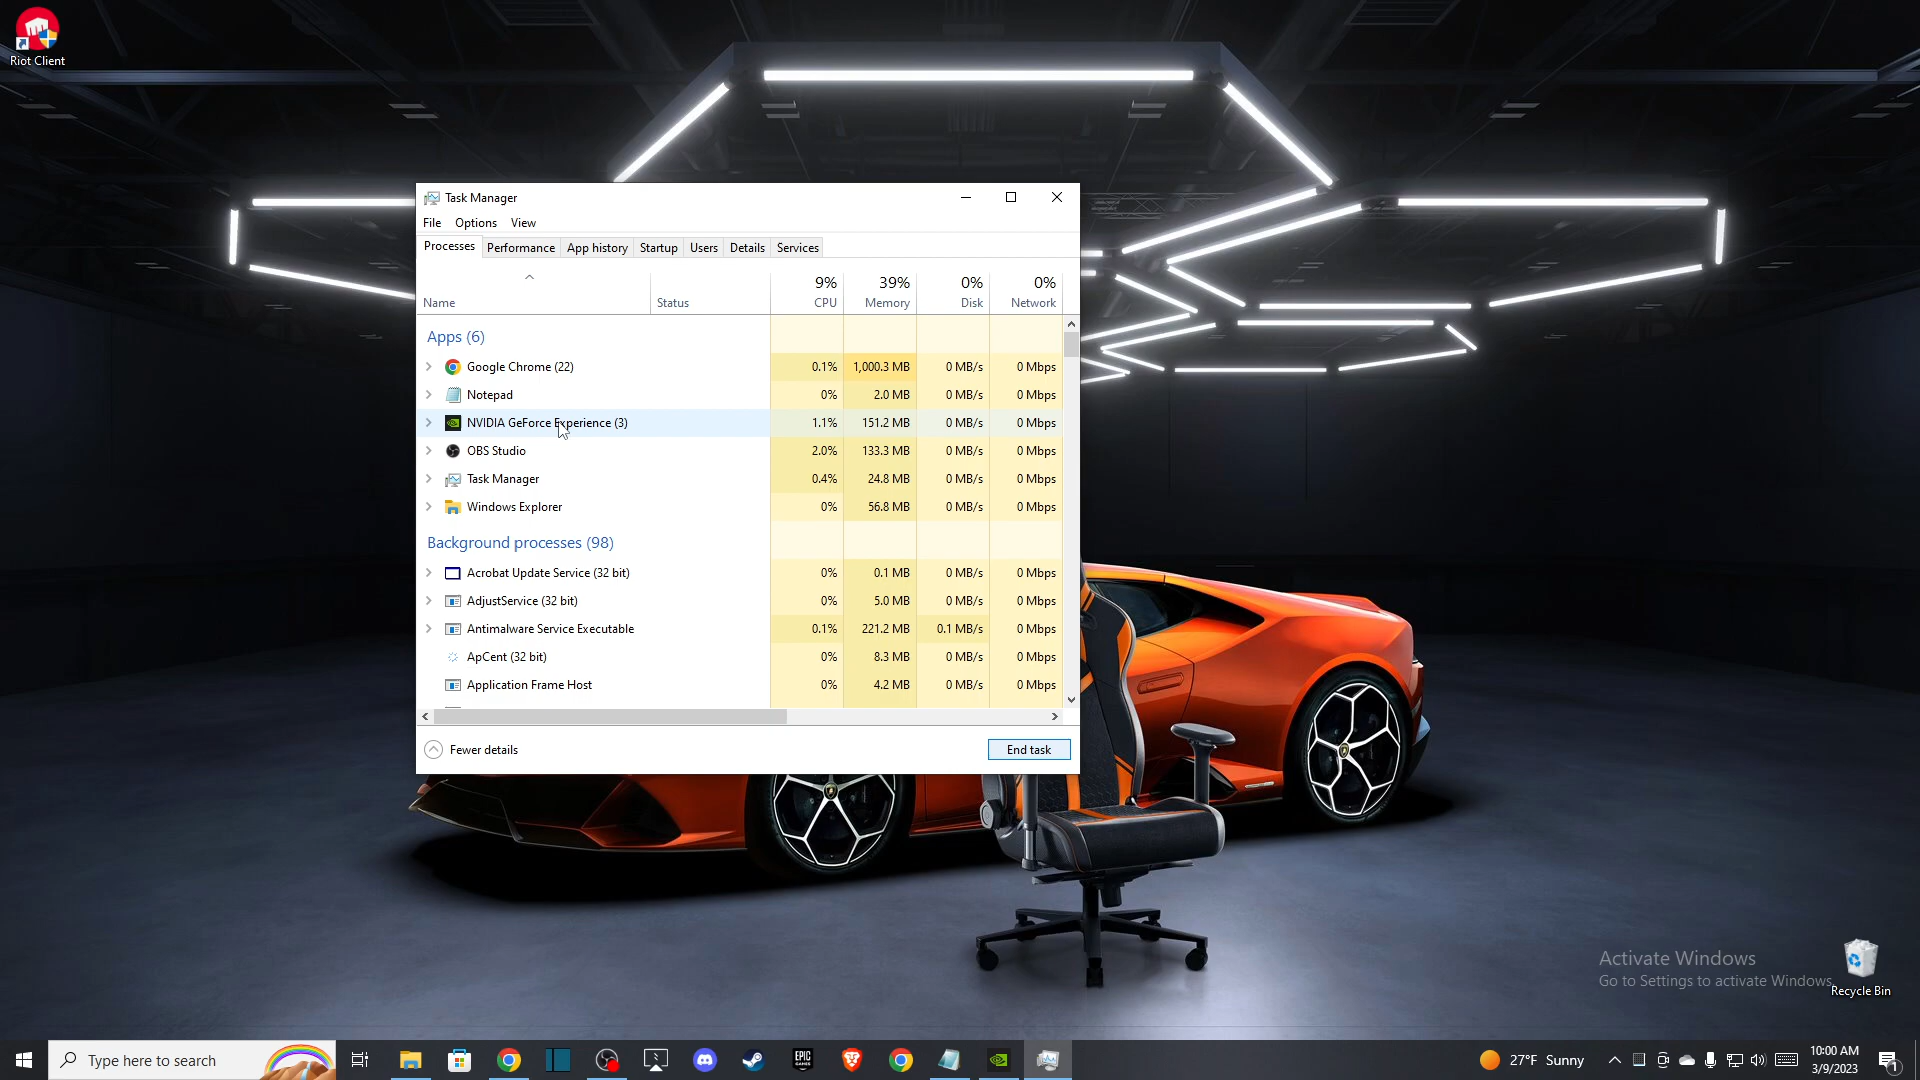 Riot Client
Task Manager
File Options View
Processes Performance App history Startup Users Details Services
9% 39% 0% 0%
Name Status CPU Memory Disk Network
Apps (6)
Google Chrome (22) 0.1% 1,000.3 MB 0 MB/s 0 Mbps
Notepad 0% 2.0 MB 0 MB/s 0 Mbps
NVIDIA GeForce Experience (3) 1.1% 151.2 MB 0 MB/s 0 Mbps
OBS Studio 2.0% 133.3 MB 0 MB/s 0 Mbps
Task Manager 0.4% 24.8 MB 0 MB/s 0 Mbps
Windows Explorer 0% 56.8 MB 0 MB/s 0 Mbps
Background processes (98)
Acrobat Update Service (32 bit) 0% 0.1 MB 0 MB/s 0 Mbps
AdjustService (32 bit) 0% 5.0 MB 0 MB/s 0 Mbps
Antimalware Service Executable 0.1% 221.2 MB 0.1 MB/s 0 Mbps
ApCent (32 bit) 0% 8.3 MB 0 MB/s 0 Mbps
Application Frame Host 0% 4.2 MB 0 MB/s 0 Mbps
Fewer details End task
Activate Windows
Go to Settings to activate Windows.
Recycle Bin
Type here to search
EPIC
GAMES
27°F Sunny
10:00 AM
3/9/2023
1